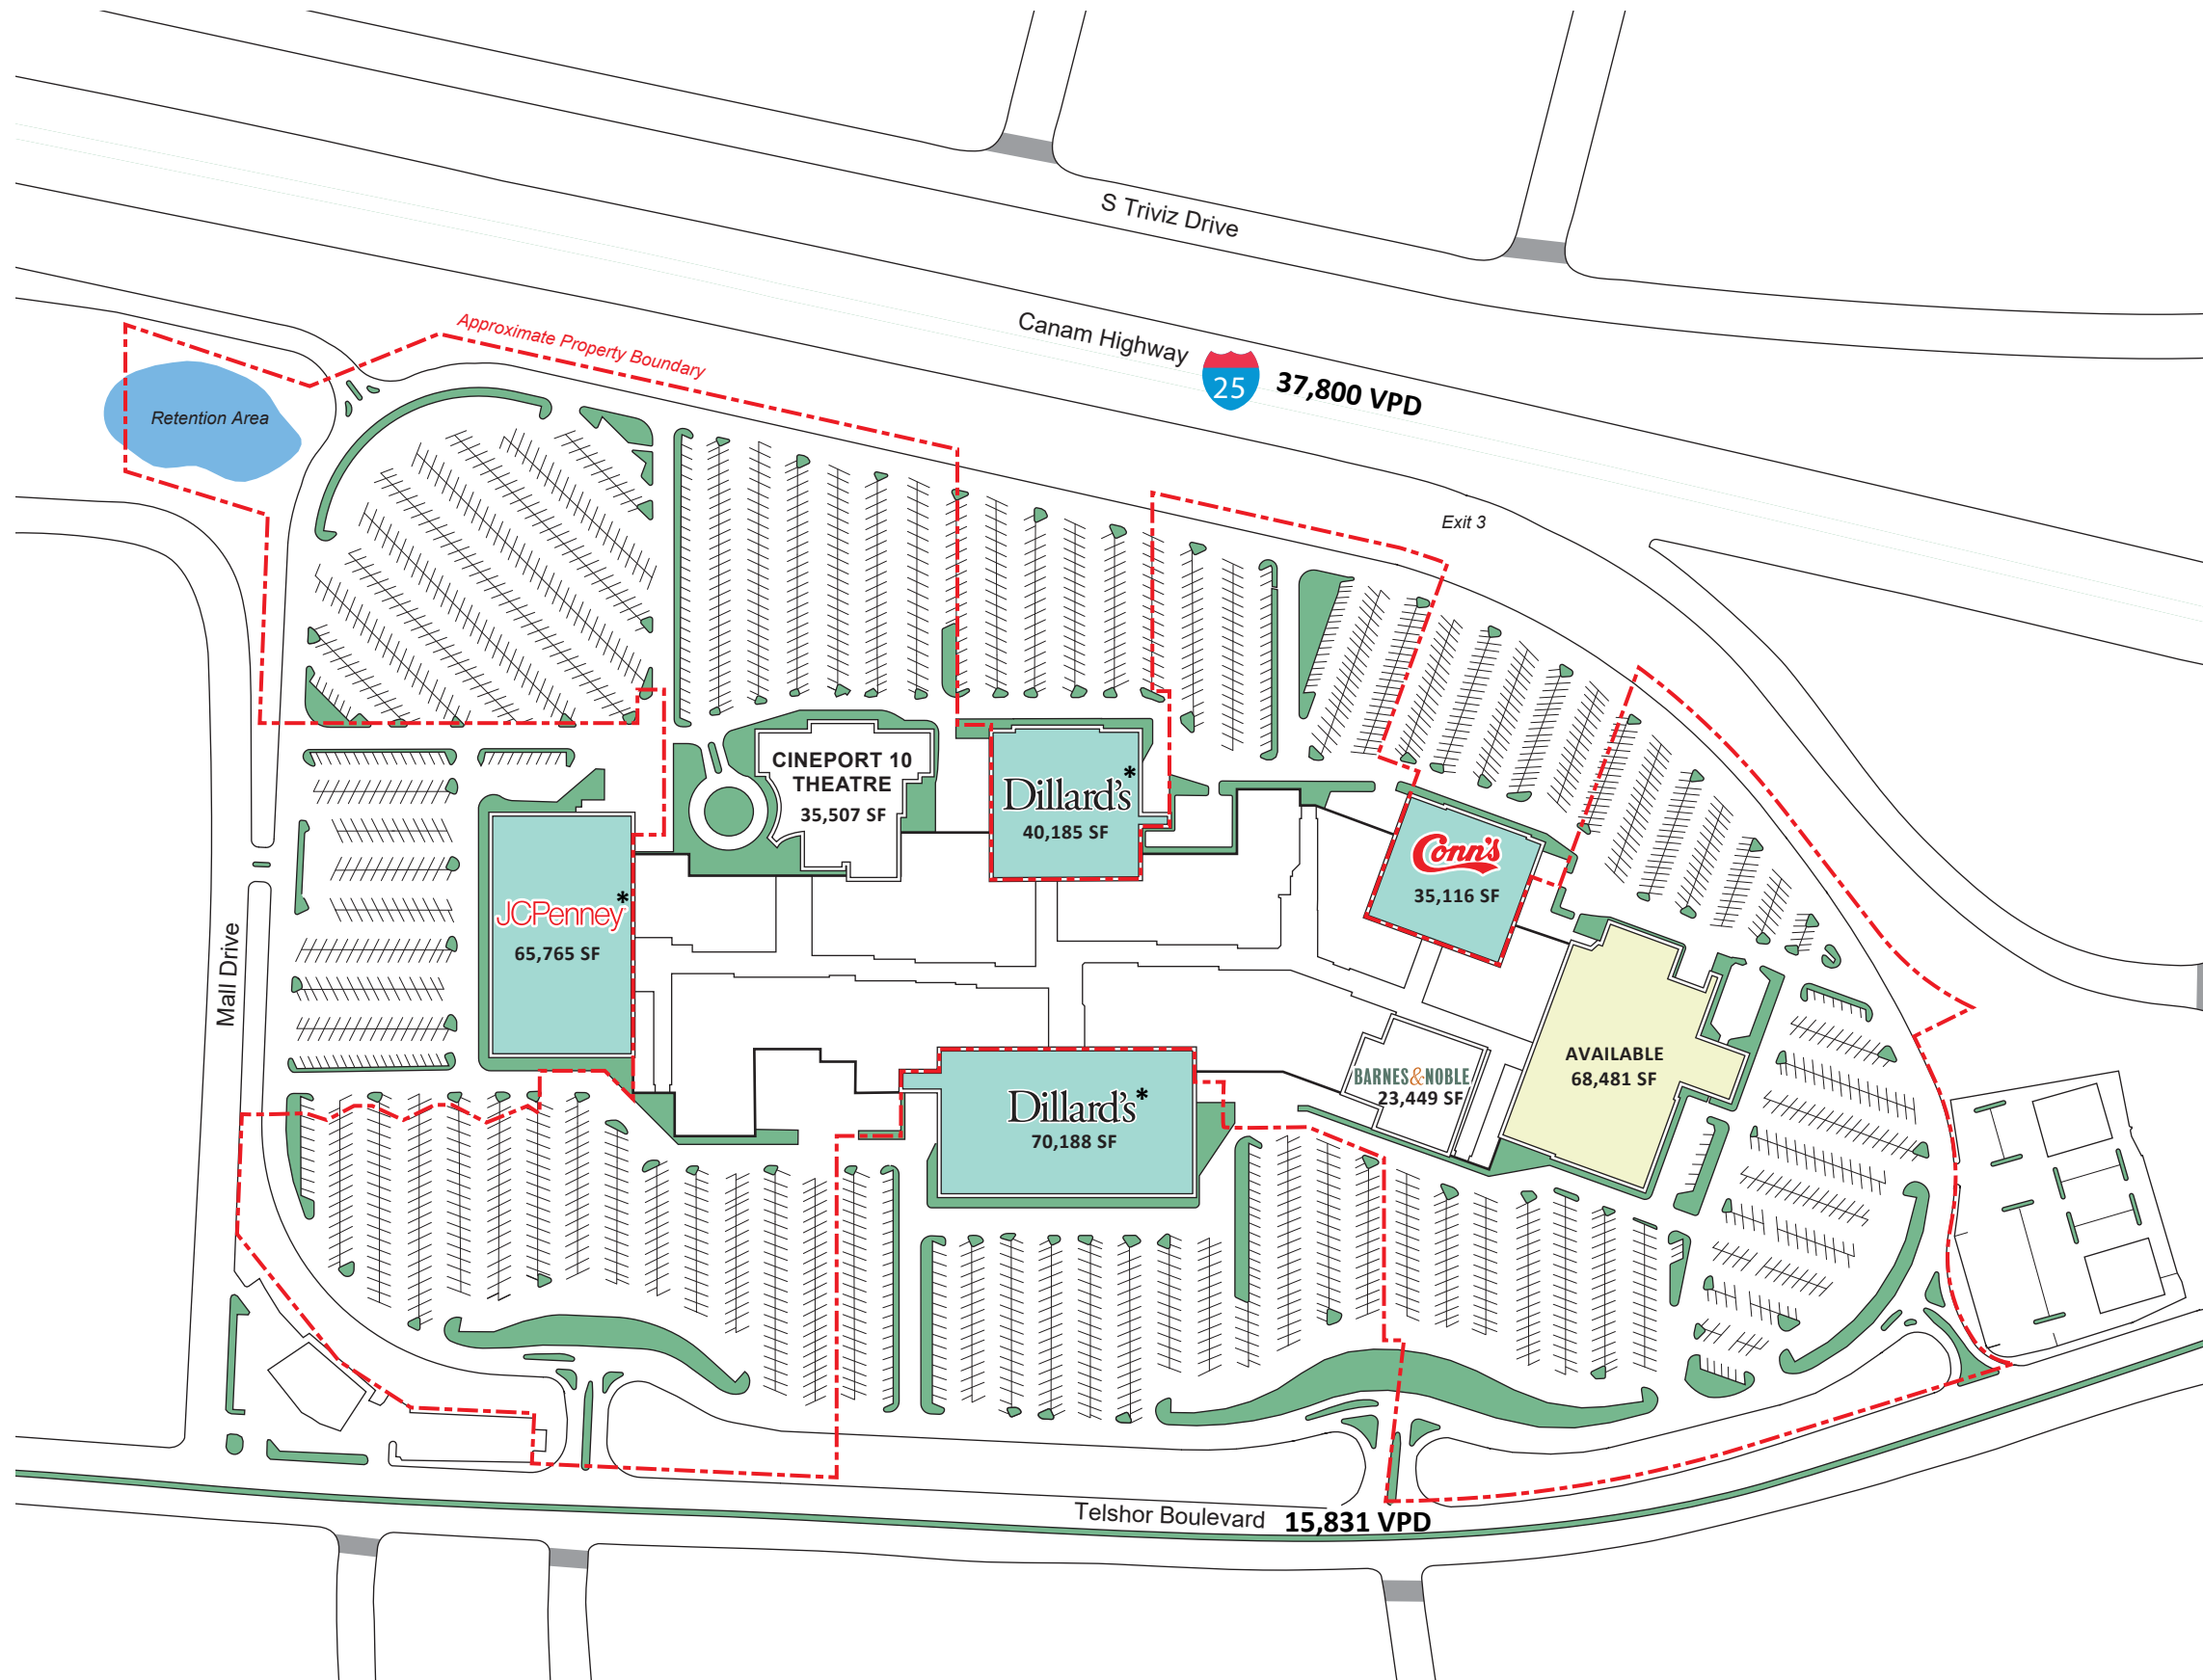 S Triviz Drive
Approximate Property Boundary
Canam Highway
25
37,800 VPD
Retention Area
Exit 3
CINEPORT 10
THEATRE
35,507 SF
Dillard's*
40,185 SF
Conn's
35,116 SF
JCPenney*
65,765 SF
Mall Drive
AVAILABLE
68,481 SF
BARNES&NOBLE
23,449 SF
Dillard's*
70,188 SF
Telshor Boulevard 15,831 VPD